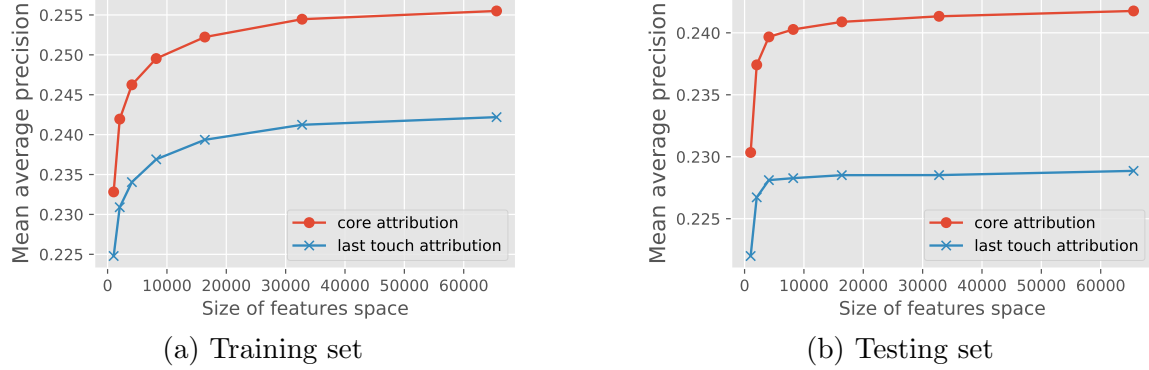 Mean average precision
0.255
0.250
0.245
0.240
0.235
0.230
0.225
core attribution
last touch attribution
0 10000 20000 30000 40000 50000 60000
Size of features space
(a) Training set
Mean average precision
0.240
0.235
0.230
0.225
core attribution
last touch attribution
0 10000 20000 30000 40000 50000 60000
Size of features space
(b) Testing set